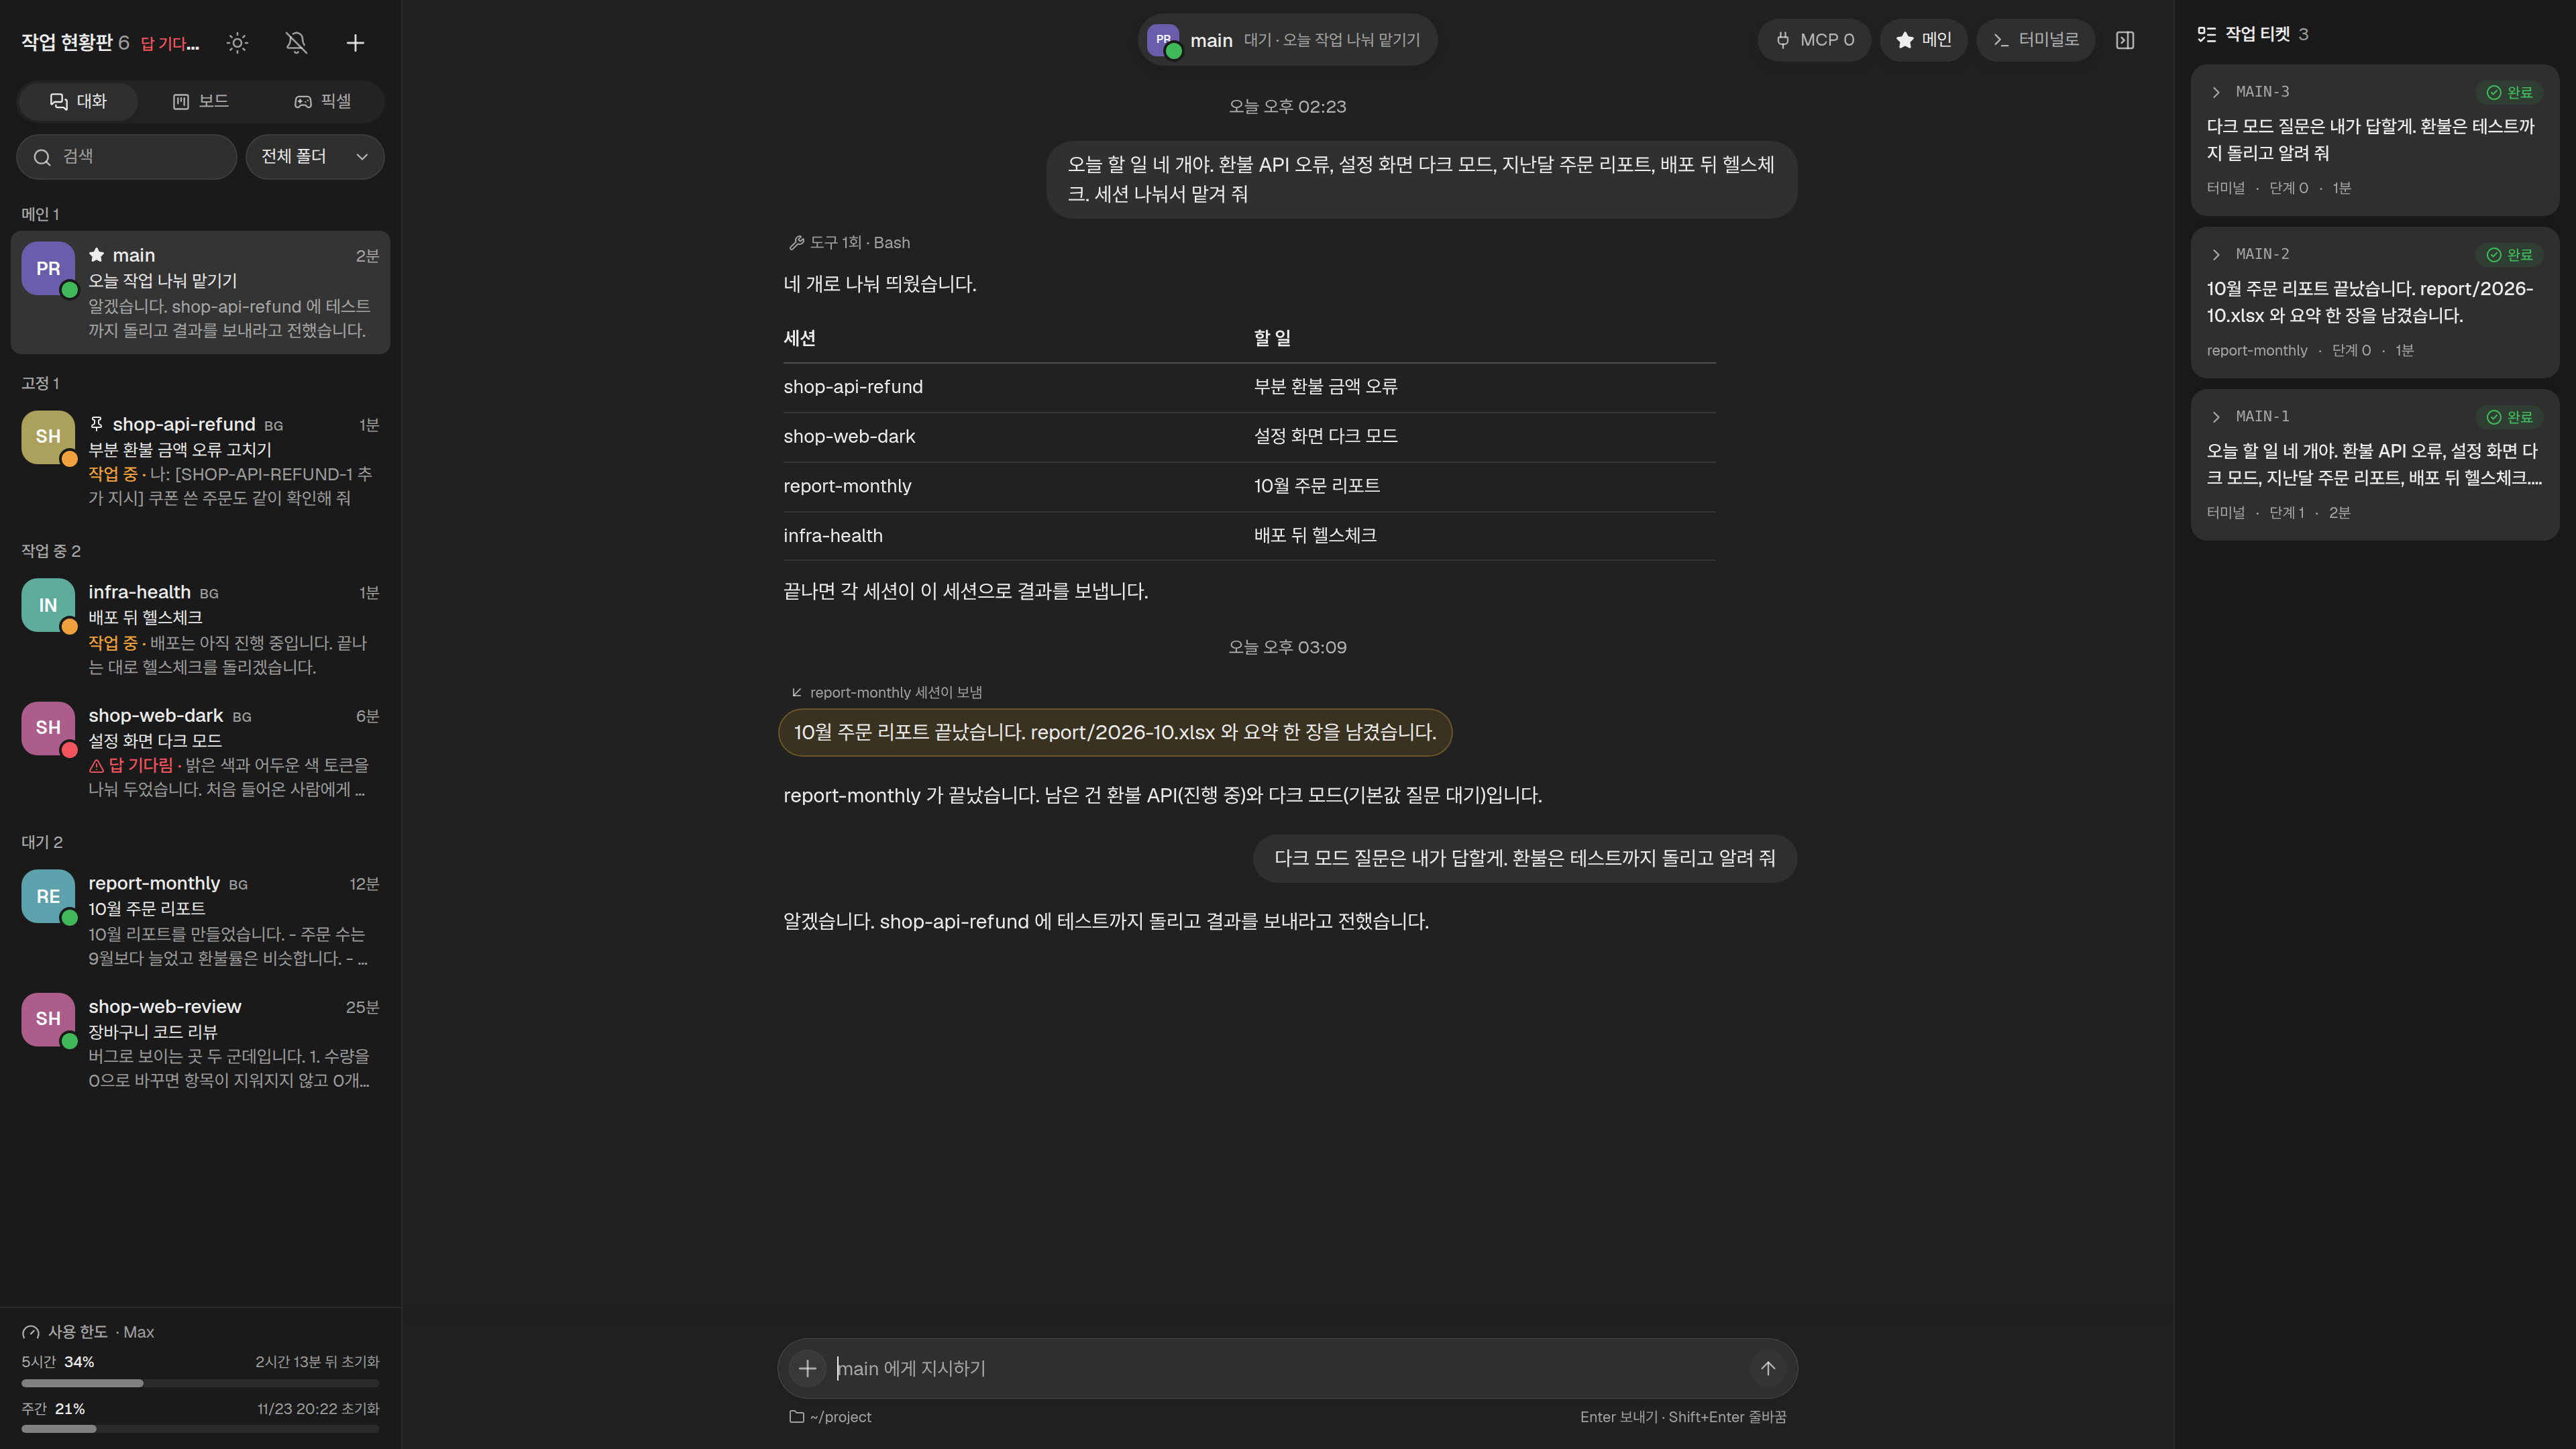 작업 현황판 6 답 기다...
대화 보드 픽셀
검색 전체 폴더
메인 1
PR main 2분
오늘 작업 나눠 맡기기
알겠습니다. shop-api-refund 에 테스트
까지 돌리고 결과를 보내라고 전했습니다.
고정 1
SH shop-api-refund BG 1분
부분 환불 금액 오류 고치기
작업 중 · 나: [SHOP-API-REFUND-1 추
가 지시] 쿠폰 쓴 주문도 같이 확인해 줘
작업 중 2
IN infra-health BG 1분
배포 뒤 헬스체크
작업 중 · 배포는 아직 진행 중입니다. 끝나
는 대로 헬스체크를 돌리겠습니다.
SH shop-web-dark BG 6분
설정 화면 다크 모드
답 기다림 · 밝은 색과 어두운 색 토큰을
나눠 두었습니다. 처음 들어온 사람에게 ...
대기 2
RE report-monthly BG 12분
10월 주문 리포트
10월 리포트를 만들었습니다. - 주문 수는
9월보다 늘었고 환불률은 비슷합니다. - ...
SH shop-web-review 25분
장바구니 코드 리뷰
버그로 보이는 곳 두 군데입니다. 1. 수량을
0으로 바꾸면 항목이 지워지지 않고 0개...
사용 한도 · Max
5시간 34% 2시간 13분 뒤 초기화
주간 21% 11/23 20:22 초기화
PR main 대기 · 오늘 작업 나눠 맡기기
MCP 0 메인 터미널로
오늘 오후 02:23
오늘 할 일 네 개야. 환불 API 오류, 설정 화면 다크 모드, 지난달 주문 리포트, 배포 뒤 헬스체
크. 세션 나눠서 맡겨 줘
도구 1회 · Bash
네 개로 나눠 띄웠습니다.
세션 할 일
shop-api-refund 부분 환불 금액 오류
shop-web-dark 설정 화면 다크 모드
report-monthly 10월 주문 리포트
infra-health 배포 뒤 헬스체크
끝나면 각 세션이 이 세션으로 결과를 보냅니다.
오늘 오후 03:09
report-monthly 세션이 보냄
10월 주문 리포트 끝났습니다. report/2026-10.xlsx 와 요약 한 장을 남겼습니다.
report-monthly 가 끝났습니다. 남은 건 환불 API(진행 중)와 다크 모드(기본값 질문 대기)입니다.
다크 모드 질문은 내가 답할게. 환불은 테스트까지 돌리고 알려 줘
알겠습니다. shop-api-refund 에 테스트까지 돌리고 결과를 보내라고 전했습니다.
main 에게 지시하기
~/project Enter 보내기 · Shift+Enter 줄바꿈
작업 티켓 3
MAIN-3 완료
다크 모드 질문은 내가 답할게. 환불은 테스트까
지 돌리고 알려 줘
터미널 · 단계 0 · 1분
MAIN-2 완료
10월 주문 리포트 끝났습니다. report/2026-
10.xlsx 와 요약 한 장을 남겼습니다.
report-monthly · 단계 0 · 1분
MAIN-1 완료
오늘 할 일 네 개야. 환불 API 오류, 설정 화면 다
크 모드, 지난달 주문 리포트, 배포 뒤 헬스체크....
터미널 · 단계 1 · 2분